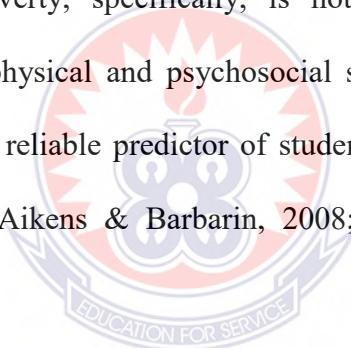 verty, specifically, is not
physical and psychosocial s
reliable predictor of studen
Aikens & Barbarin, 2008;
EDUCATION FOR SERVICE